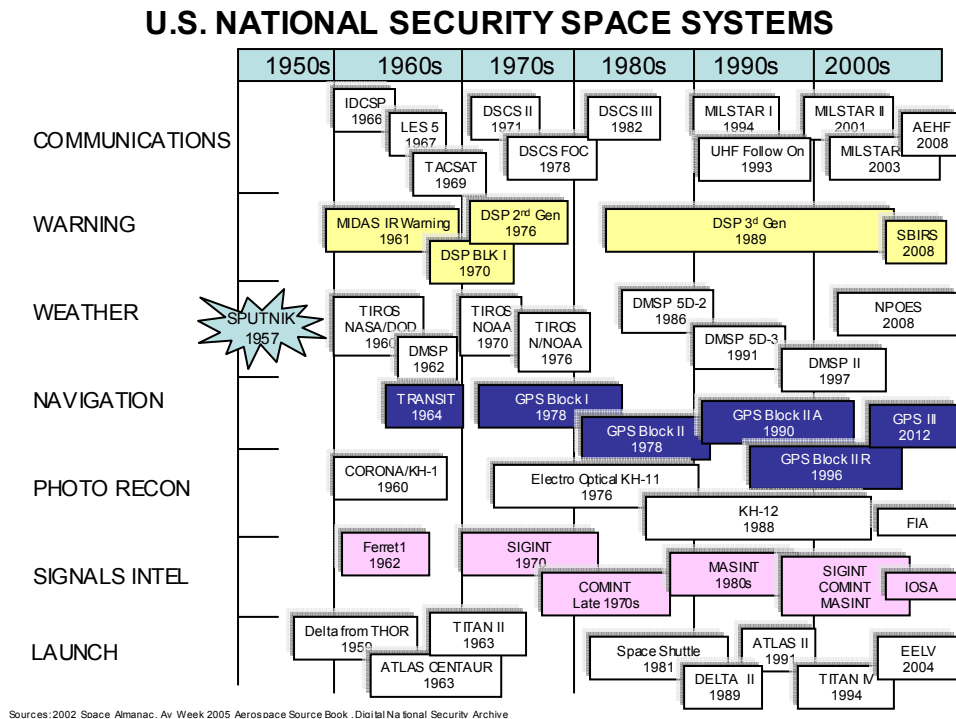 U.S. NATIONAL SECURITY SPACE SYSTEMS
1950s 1960s 1970s 1980s 1990s 2000s
COMMUNICATIONS
IDCSP
1966
LES 5
1967
TACSAT
1969
DSCS II
1971
DSCS FOC
1978
DSCS III
1982
MILSTAR I
1994
UHF Follow On
1993
MILSTAR II
2001
MILSTAR
2003
AEHF
2008
WARNING
MIDAS IR Warning
1961
DSP BLK I
1970
DSP 2nd Gen
1976
DSP 3rd Gen
1989
SBIRS
2008
WEATHER
SPUTNIK
1957
TIROS
NASA/DOD
1960
DMSP
1962
TIROS
NOAA
1970
TIROS
N/NOAA
1976
DMSP 5D-2
1986
DMSP 5D-3
1991
DMSP II
1997
NPOES
2008
NAVIGATION
TRANSIT
1964
GPS Block I
1978
GPS Block II
1978
GPS Block II A
1990
GPS Block II R
1996
GPS III
2012
PHOTO RECON
CORONA/KH-1
1960
Electro Optical KH-11
1976
KH-12
1988
FIA
SIGNALS INTEL
Ferret1
1962
SIGINT
1970
COMINT
Late 1970s
MASINT
1980s
SIGINT
COMINT
MASINT
IOSA
LAUNCH
Delta from THOR
1959
ATLAS CENTAUR
1963
TITAN II
1963
Space Shuttle
1981
DELTA II
1989
ATLAS II
1991
TITAN IV
1994
EELV
2004
Sources: 2002 Space Almanac, Av Week 2005 Aerospace Source Book, Digital National Security Archive